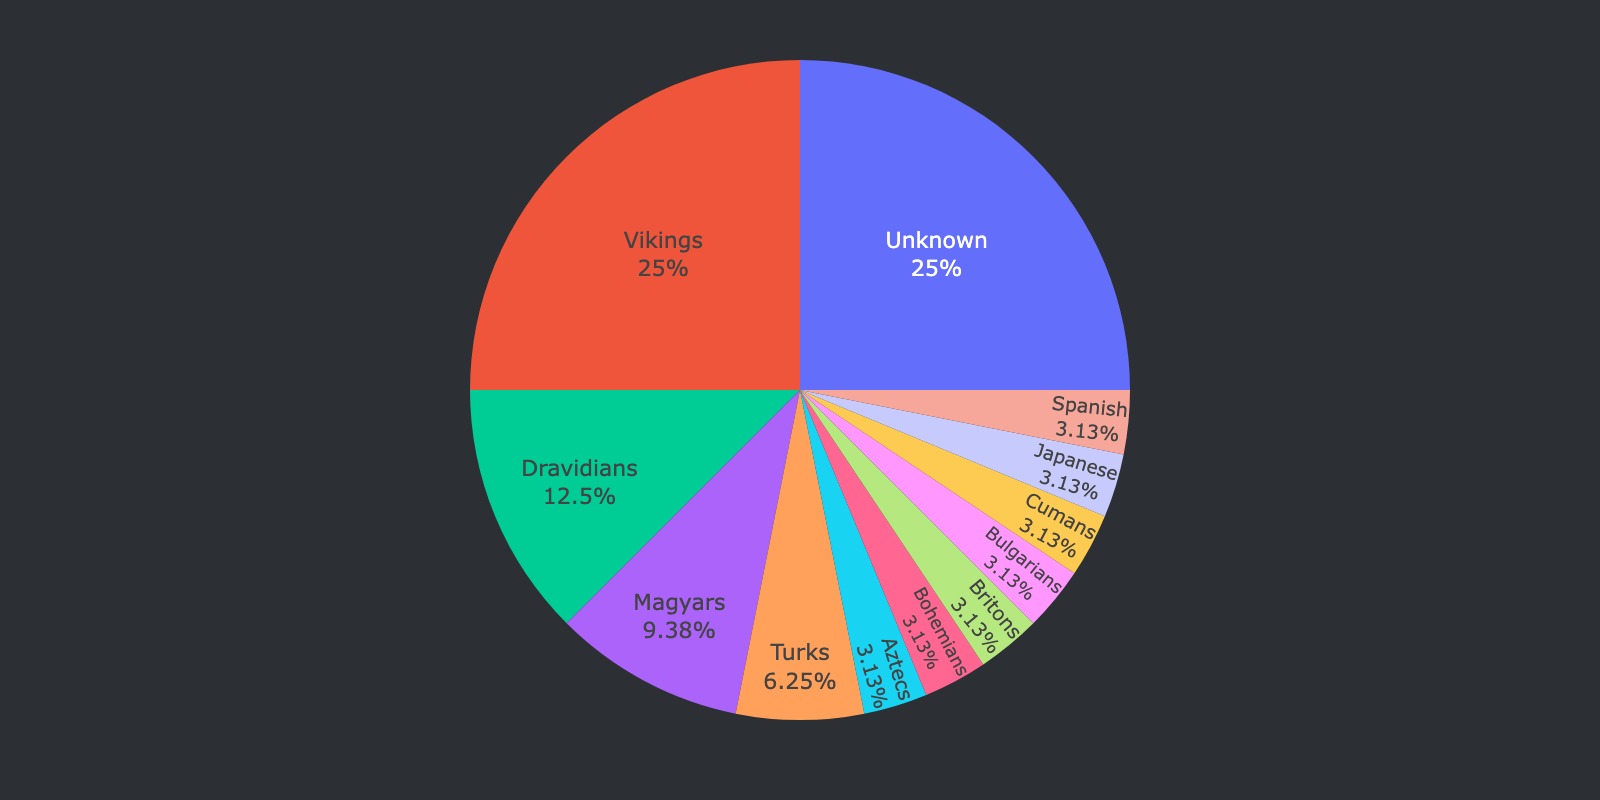 Vikings
25%
Unknown
25%
Dravidians
12.5%
Magyars
9.38%
Turks
6.25%
Aztecs
3.13%
Bohemians
3.13%
Britons
3.13%
Bulgarians
3.13%
Cumans
3.13%
Japanese
3.13%
Spanish
3.13%